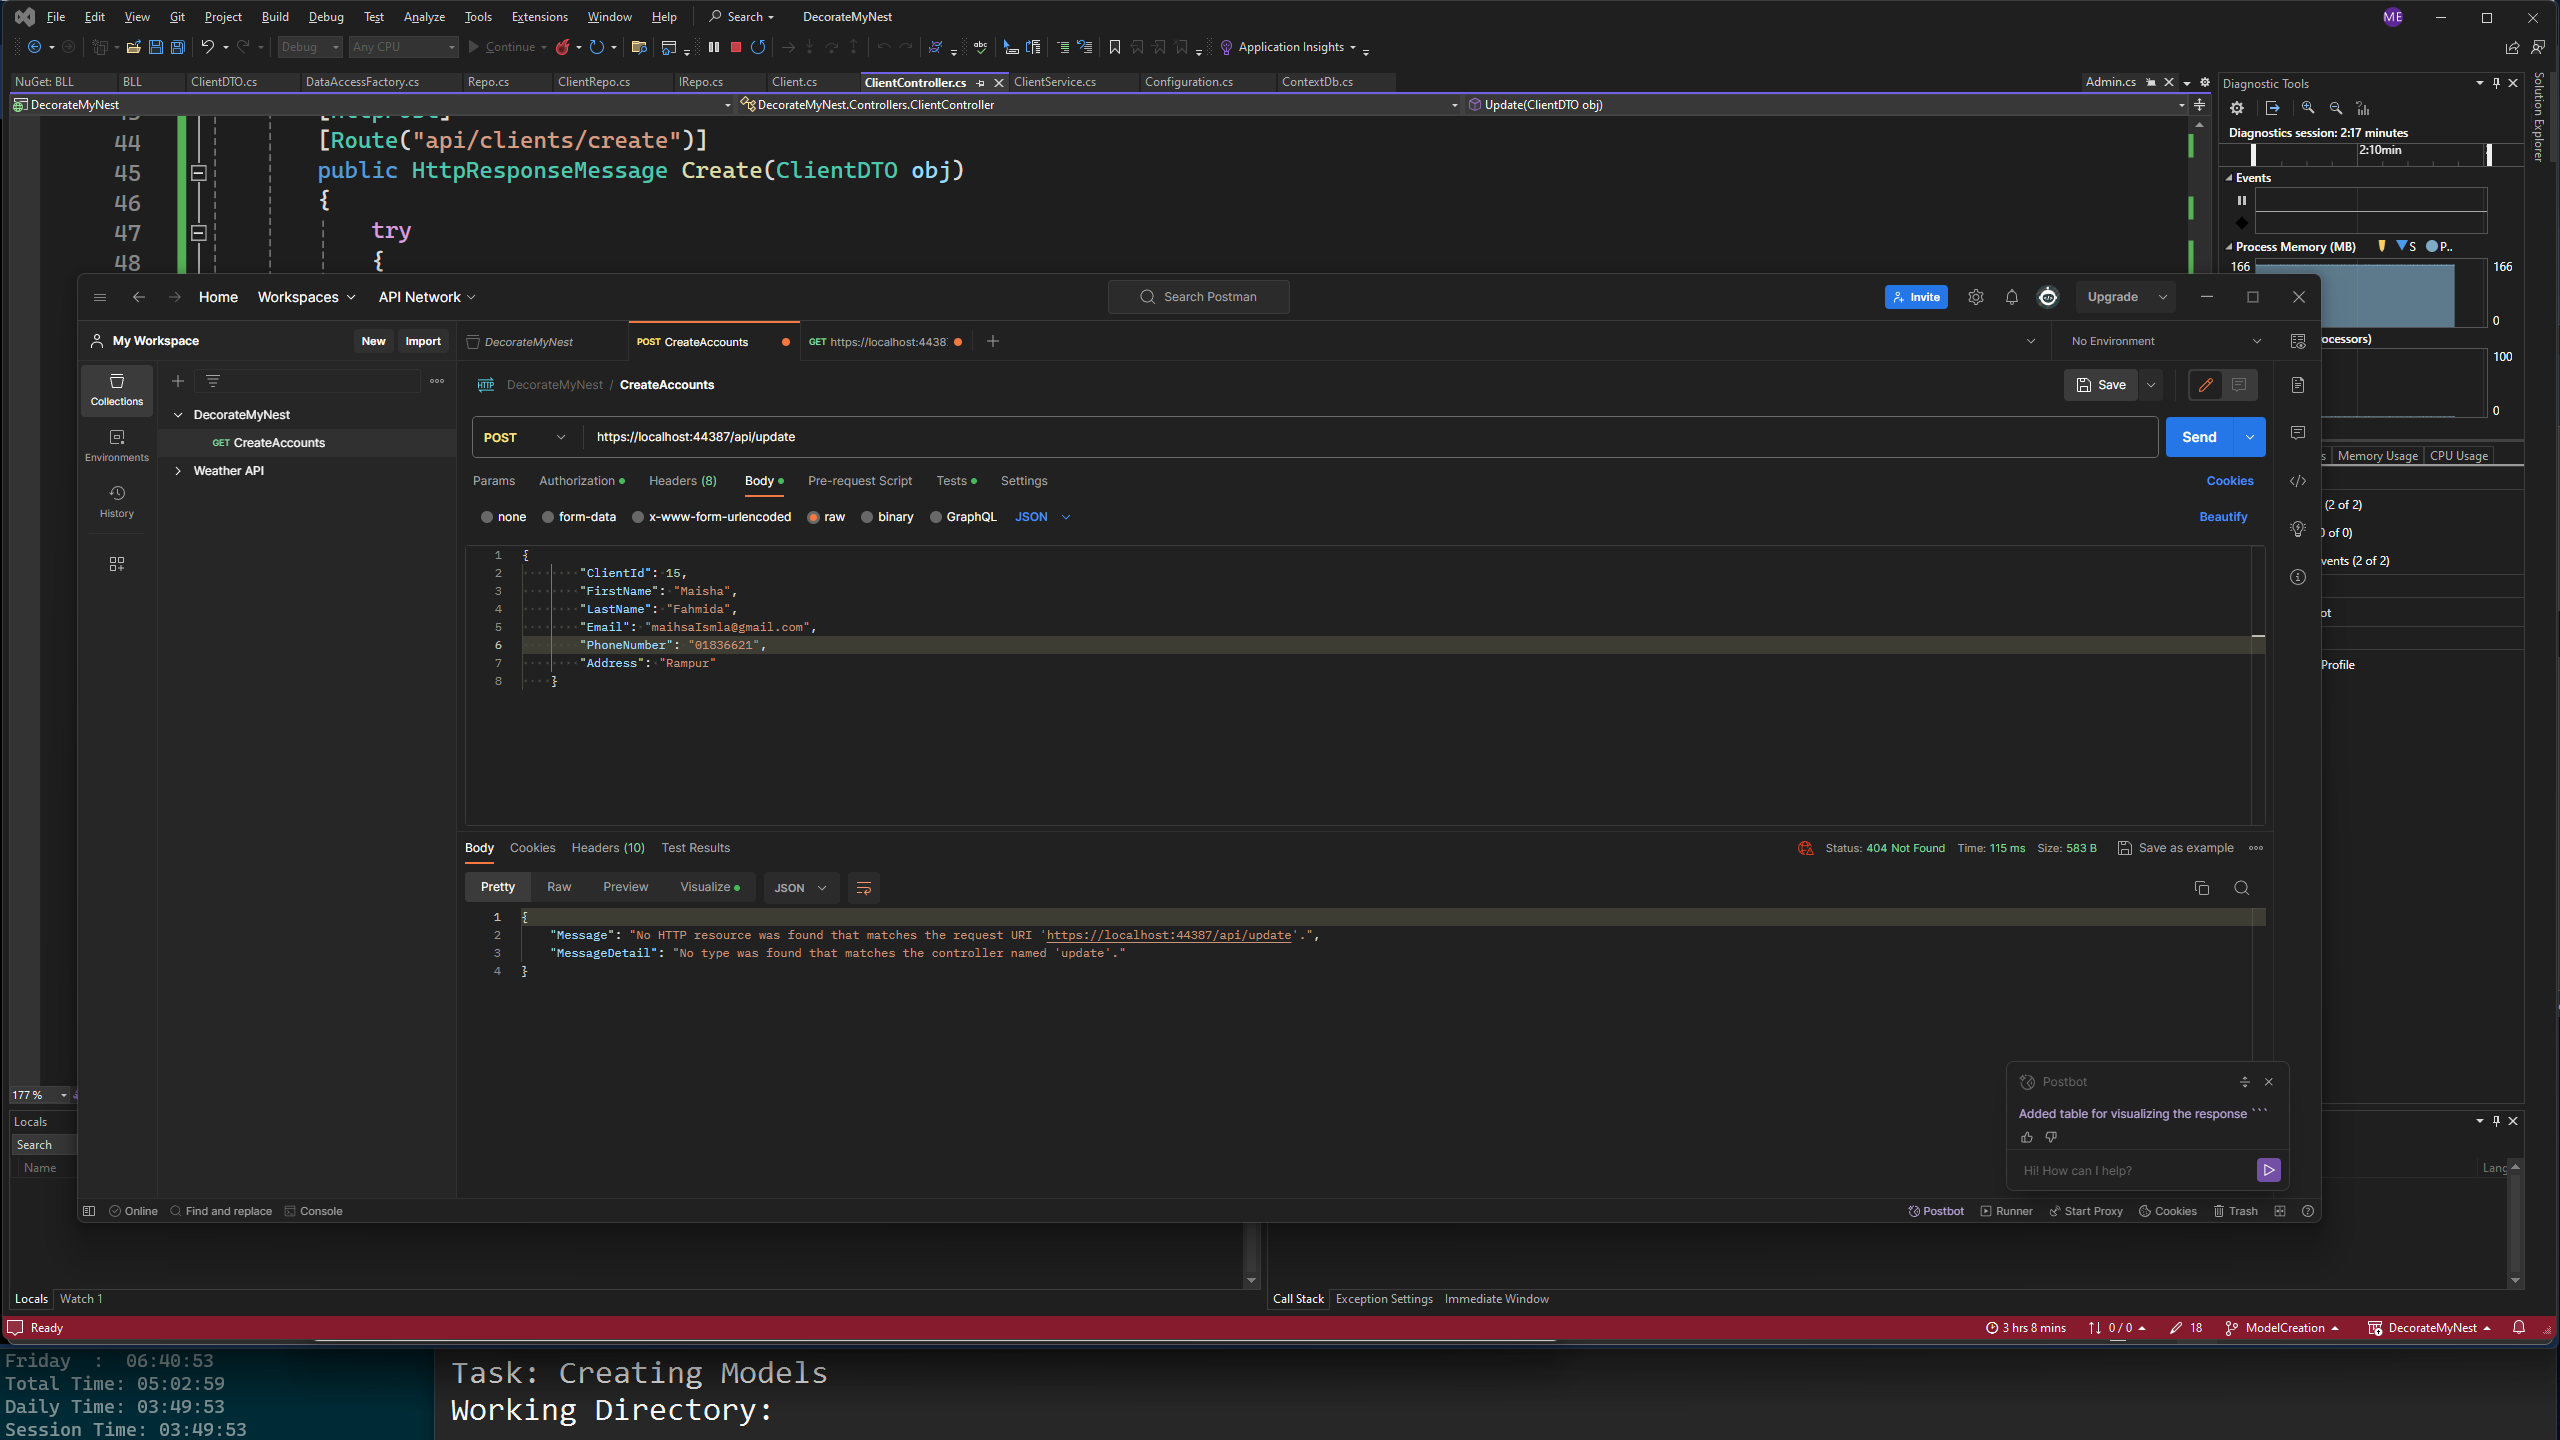 File Edit View Git Project Build Debug Test Analyze Tools Extensions Window Help Search DecorateMyNest ME
Debug Any CPU Continue Application Insights
NuGet: BLL BLL ClientDTO.cs DataAccessFactory.cs Repo.cs ClientRepo.cs IRepo.cs Client.cs ClientController.cs ClientService.cs Configuration.cs ContextDb.cs Admin.cs
DecorateMyNest DecorateMyNest.Controllers.ClientController Update(ClientDTO obj)
44 [Route("api/clients/create")]
45 public HttpResponseMessage Create(ClientDTO obj)
46 {
47 try
48 {
Diagnostic Tools
Diagnostics session: 2:17 minutes
2:10min
Events
Process Memory (MB) S P..
166 166
0
ocessors)
100
0
s Memory Usage CPU Usage
(2 of 2)
0 of 0)
vents (2 of 2)
ot
Profile
Solution Explorer
Home Workspaces API Network Search Postman Invite Upgrade
My Workspace New Import DecorateMyNest POST CreateAccounts GET https://localhost:4438 No Environment
Collections
Environments
History
DecorateMyNest
GET CreateAccounts
Weather API
HTTP DecorateMyNest / CreateAccounts Save
POST https://localhost:44387/api/update Send
Params Authorization Headers (8) Body Pre-request Script Tests Settings Cookies
none form-data x-www-form-urlencoded raw binary GraphQL JSON Beautify
1 {
2 "ClientId": 15,
3 "FirstName": "Maisha",
4 "LastName": "Fahmida",
5 "Email": "maihsaIsmla@gmail.com",
6 "PhoneNumber": "01836621",
7 "Address": "Rampur"
8 }
Body Cookies Headers (10) Test Results Status: 404 Not Found Time: 115 ms Size: 583 B Save as example
Pretty Raw Preview Visualize JSON
1 {
2 "Message": "No HTTP resource was found that matches the request URI 'https://localhost:44387/api/update'.",
3 "MessageDetail": "No type was found that matches the controller named 'update'."
4 }
Postbot
Added table for visualizing the response ```
Hi! How can I help?
Online Find and replace Console Postbot Runner Start Proxy Cookies Trash
177 %
Locals
Search
Name
Lang
Locals Watch 1
Call Stack Exception Settings Immediate Window
Ready 3 hrs 8 mins 0 / 0 18 ModelCreation DecorateMyNest
Friday : 06:40:53
Total Time: 05:02:59
Daily Time: 03:49:53
Session Time: 03:49:53
Task: Creating Models
Working Directory: